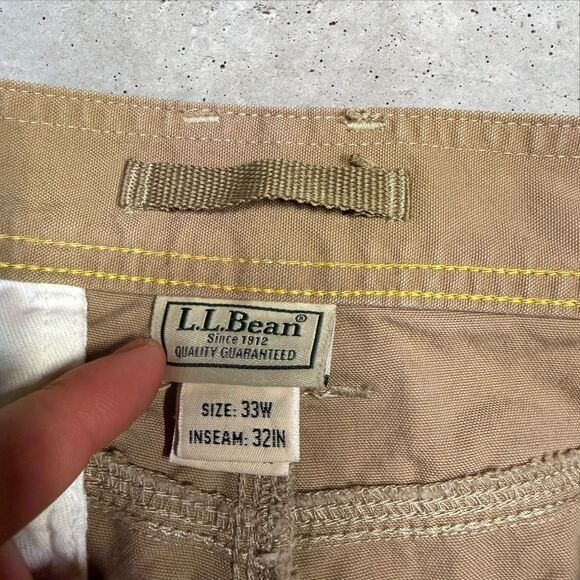 L.L.Bean®
Since 1912
QUALITY GUARANTEED
SIZE: 33W
INSEAM: 32IN